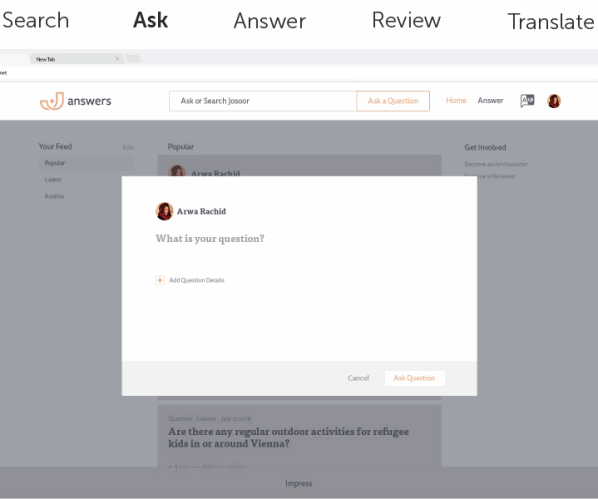 Search Ask Answer Review Translate
New Tab ×
net
answers Ask or Search Josoor Ask a Question Home Answer
Your Feed Edit Popular Get Involved
Popular Arwa Rachid Become an Ambassador
Latest Become a Reviewer
Austria
Arwa Rachid
What is your question?
+ Add Question Details
Cancel Ask Question
Question · Leisure · July
Are there any regular outdoor activities for refugee
kids in or around Vienna?
Impress